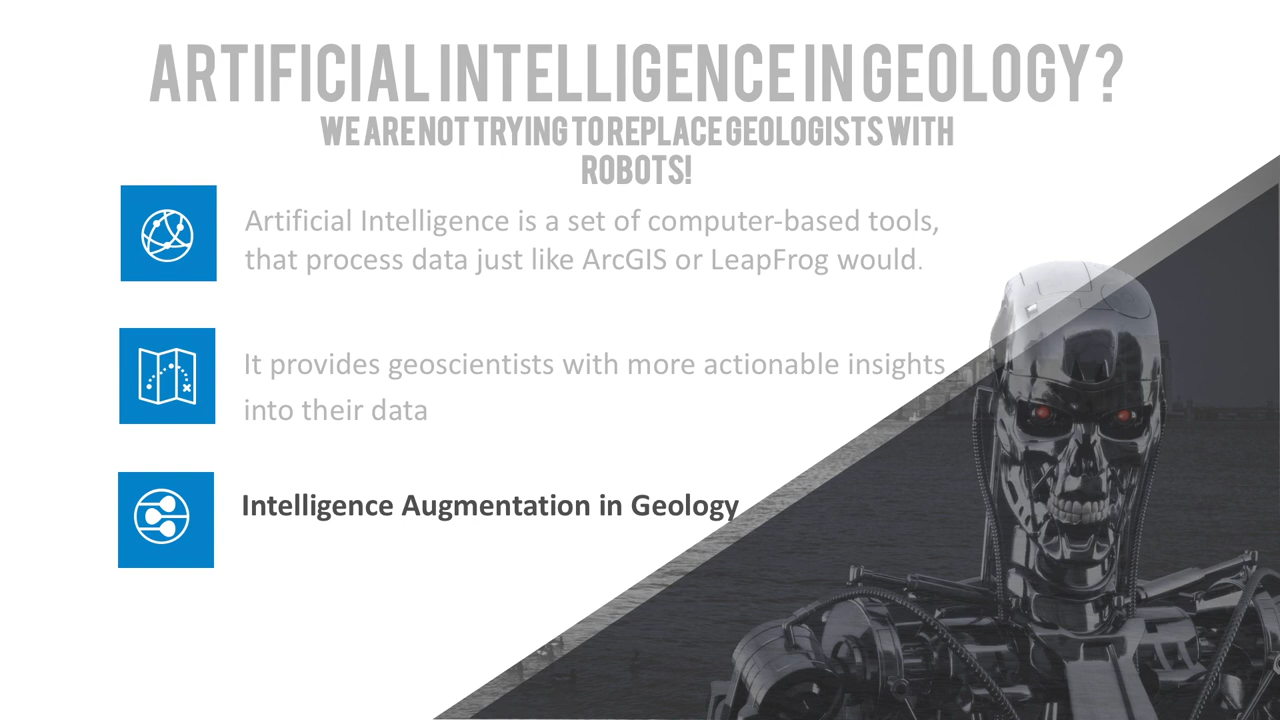 ARTIFICIAL INTELLIGENCE IN GEOLOGY?
WE ARE NOT TRYING TO REPLACE GEOLOGISTS WITH
ROBOTS!
Artificial Intelligence is a set of computer-based tools,
that process data just like ArcGIS or LeapFrog would.
It provides geoscientists with more actionable insights
into their data
Intelligence Augmentation in Geology